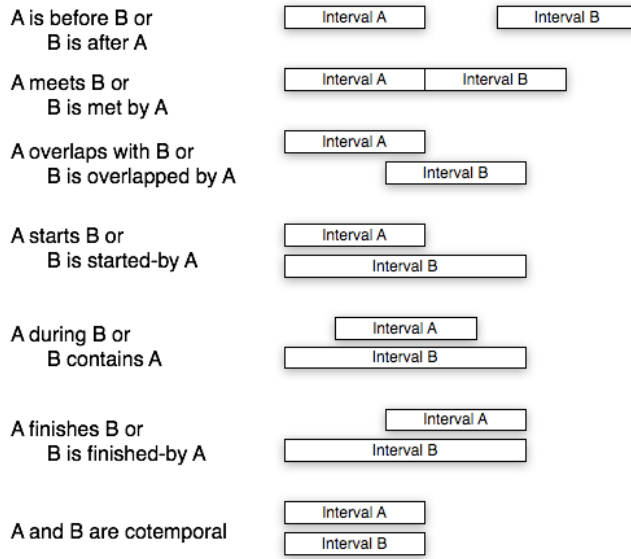 A is before B or
B is after A
Interval A
Interval B
A meets B or
B is met by A
Interval A
Interval B
A overlaps with B or
B is overlapped by A
Interval A
Interval B
A starts B or
B is started-by A
Interval A
Interval B
A during B or
B contains A
Interval A
Interval B
A finishes B or
B is finished-by A
Interval A
Interval B
A and B are cotemporal
Interval A
Interval B